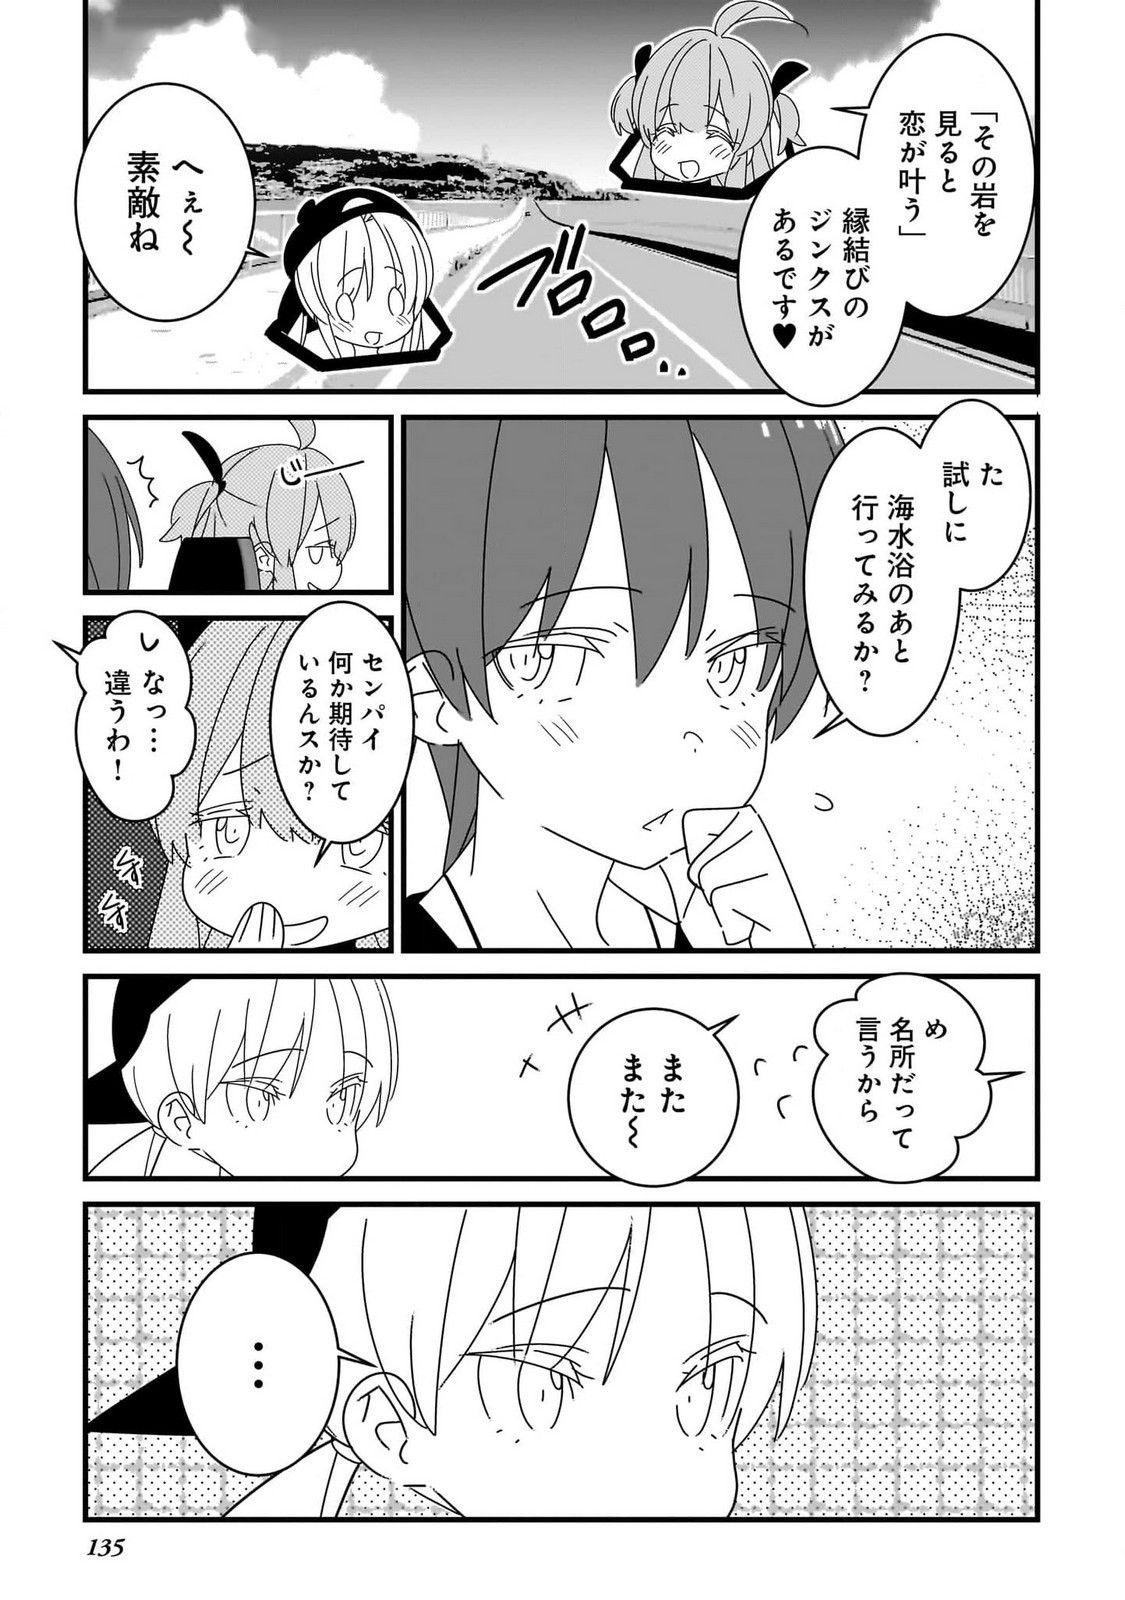 「その岩を
見ると
恋が叶う」
縁結びの
ジンクスが
あるです♥
へぇ〜
素敵ね
ブロロロ…
た
試しに
海水浴のあと
行ってみるか？
じー
センパイ
何か期待して
いるんスか？
なっ…
違うわ！
め
名所だって
言うから
また
また〜
…
135